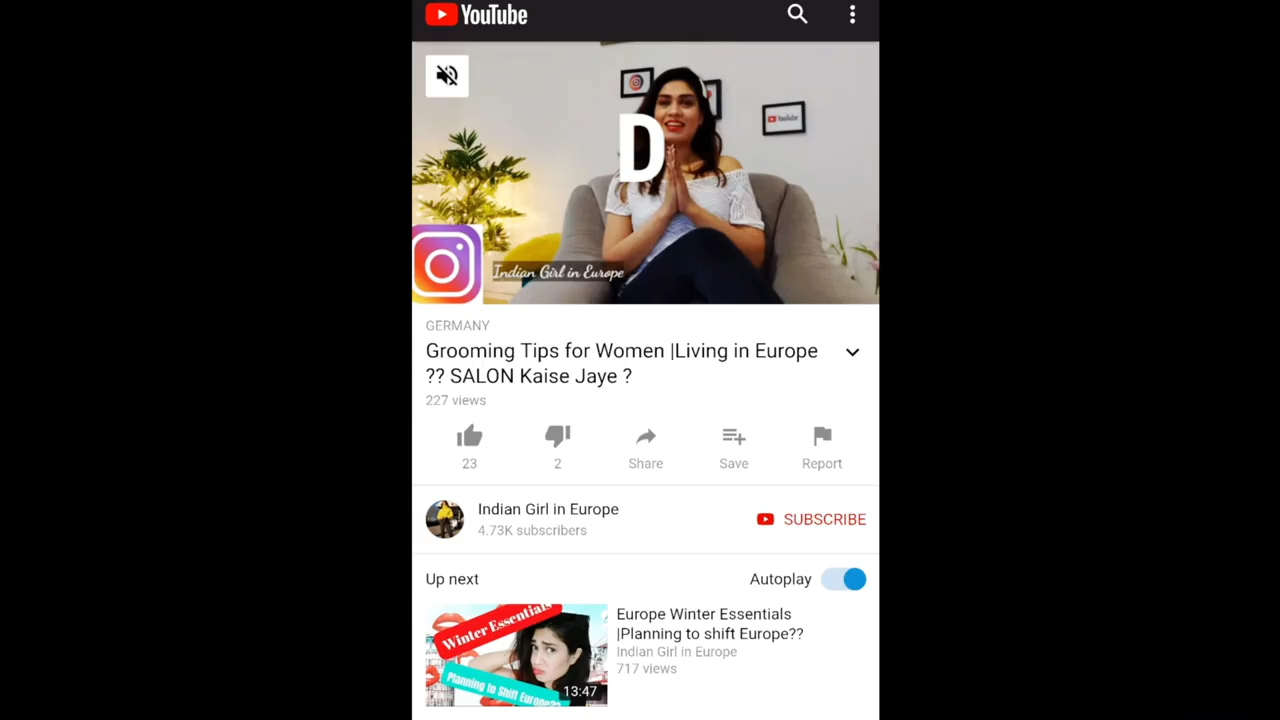 YouTube
YouTube
D
Indian Girl in Europe
GERMANY
Grooming Tips for Women |Living in Europe
?? SALON Kaise Jaye ?
227 views
23
2
Share
Save
Report
Indian Girl in Europe
4.73K subscribers
SUBSCRIBE
Up next
Autoplay
Winter Essentials
Planning to Shift Europe??
13:47
Europe Winter Essentials
|Planning to shift Europe??
Indian Girl in Europe
717 views